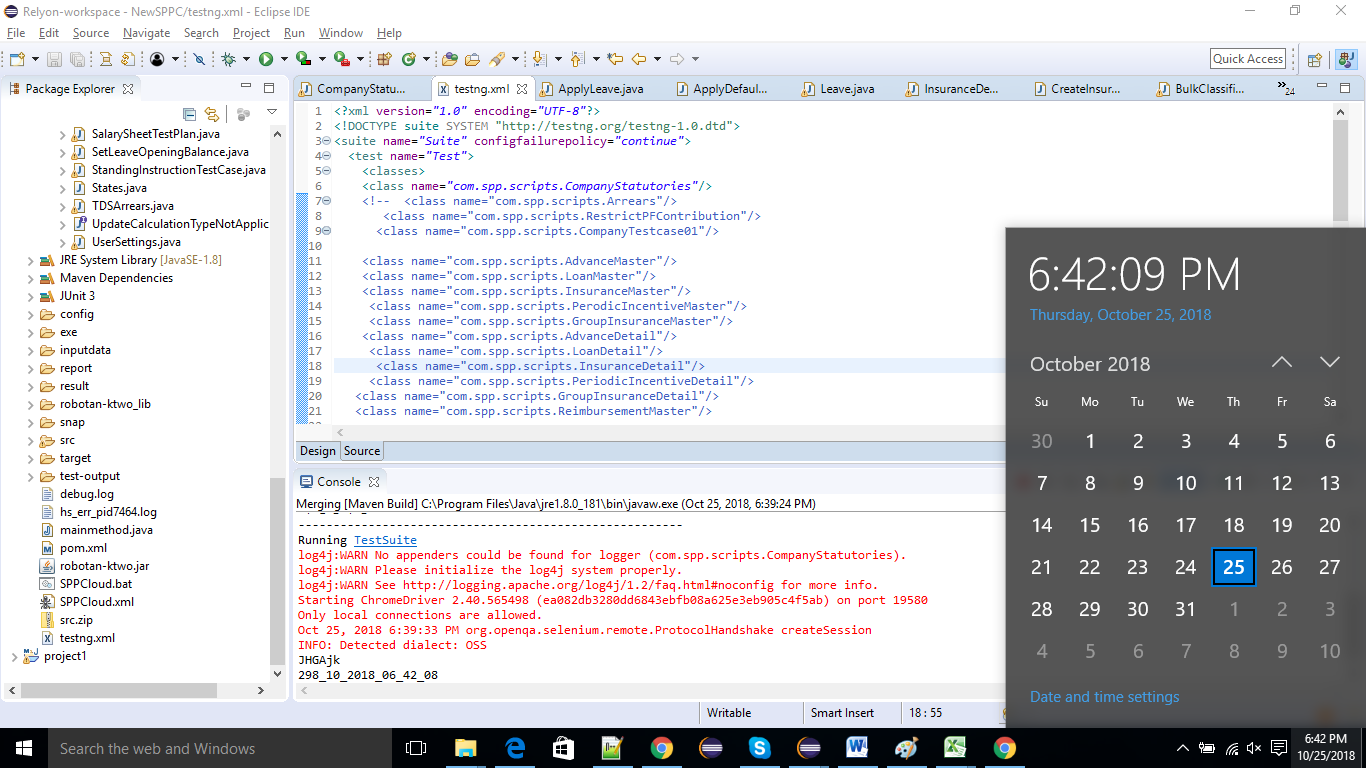 Relyon-workspace - NewSPPC/testng.xml - Eclipse IDE
File Edit Source Navigate Search Project Run Window Help
Quick Access
Package Explorer
SalarySheetTestPlan.java
SetLeaveOpeningBalance.java
StandingInstructionTestCase.java
States.java
TDSArrears.java
UpdateCalculationTypeNotApplic
UserSettings.java
JRE System Library [JavaSE-1.8]
Maven Dependencies
JUnit 3
config
exe
inputdata
report
result
robotan-ktwo_lib
snap
src
target
test-output
debug.log
hs_err_pid7464.log
mainmethod.java
pom.xml
robotan-ktwo.jar
SPPCloud.bat
SPPCloud.xml
src.zip
testng.xml
project1
CompanyStatu... testng.xml ApplyLeave.java ApplyDefaul... Leave.java InsuranceDe... CreateInsur... BulkClassifi... 24
1 <?xml version="1.0" encoding="UTF-8"?>
2 <!DOCTYPE suite SYSTEM "http://testng.org/testng-1.0.dtd">
3 <suite name="Suite" configfailurepolicy="continue">
4 <test name="Test">
5 <classes>
6 <class name="com.spp.scripts.CompanyStatutories"/>
7 <!-- <class name="com.spp.scripts.Arrears"/>
8 <class name="com.spp.scripts.RestrictPFContribution"/>
9 <class name="com.spp.scripts.CompanyTestcase01"/>
10
11 <class name="com.spp.scripts.AdvanceMaster"/>
12 <class name="com.spp.scripts.LoanMaster"/>
13 <class name="com.spp.scripts.InsuranceMaster"/>
14 <class name="com.spp.scripts.PerodicIncentiveMaster"/>
15 <class name="com.spp.scripts.GroupInsuranceMaster"/>
16 <class name="com.spp.scripts.AdvanceDetail"/>
17 <class name="com.spp.scripts.LoanDetail"/>
18 <class name="com.spp.scripts.InsuranceDetail"/>
19 <class name="com.spp.scripts.PeriodicIncentiveDetail"/>
20 <class name="com.spp.scripts.GroupInsuranceDetail"/>
21 <class name="com.spp.scripts.ReimbursementMaster"/>
Design Source
Console
Merging [Maven Build] C:\Program Files\Java\jre1.8.0_181\bin\javaw.exe (Oct 25, 2018, 6:39:24 PM)
-------------------------------------------------------
Running TestSuite
log4j:WARN No appenders could be found for logger (com.spp.scripts.CompanyStatutories).
log4j:WARN Please initialize the log4j system properly.
log4j:WARN See http://logging.apache.org/log4j/1.2/faq.html#noconfig for more info.
Starting ChromeDriver 2.40.565498 (ea082db3280dd6843ebfb08a625e3eb905c4f5ab) on port 19580
Only local connections are allowed.
Oct 25, 2018 6:39:33 PM org.openqa.selenium.remote.ProtocolHandshake createSession
INFO: Detected dialect: OSS
JHGAjk
298_10_2018_06_42_08
Writable Smart Insert 18 : 55
6:42:09 PM
Thursday, October 25, 2018
October 2018
Su Mo Tu We Th Fr Sa
30 1 2 3 4 5 6
7 8 9 10 11 12 13
14 15 16 17 18 19 20
21 22 23 24 25 26 27
28 29 30 31 1 2 3
4 5 6 7 8 9 10
Date and time settings
Search the web and Windows
6:42 PM
10/25/2018